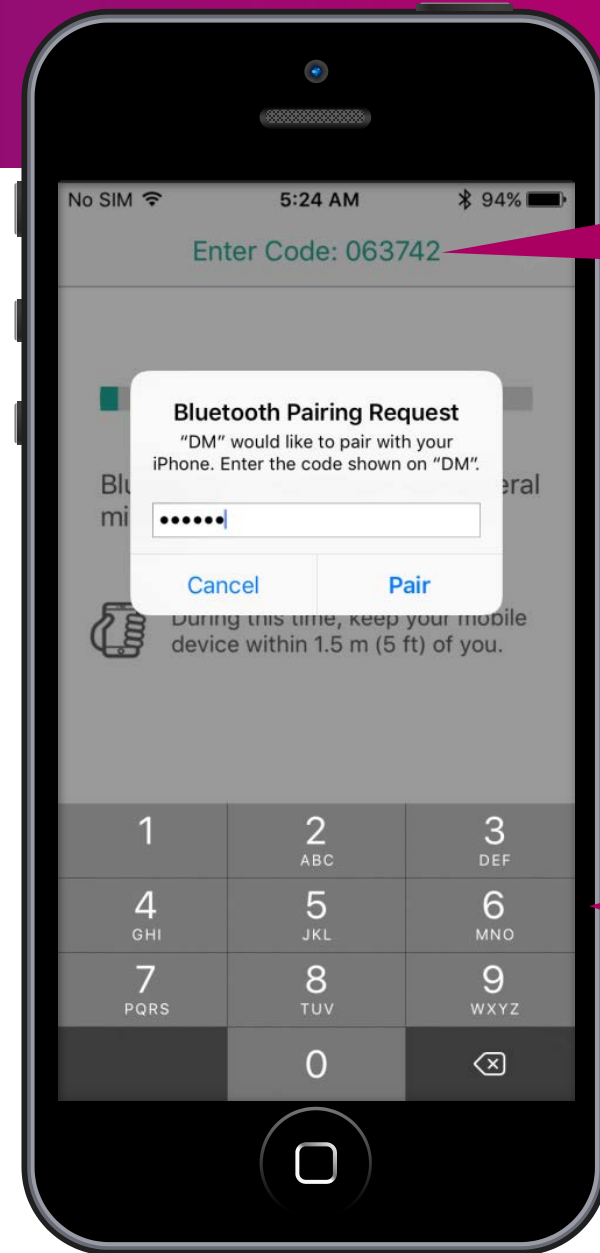 No SIM 5:24 AM 94%
Enter Code: 063742
Bluetooth Pairing Request
"DM" would like to pair with your
iPhone. Enter the code shown on "DM".
Cancel Pair
During this time, keep your mobile
device within 1.5 m (5 ft) of you.
1 2 3
ABC DEF
4 5 6
GHI JKL MNO
7 8 9
PQRS TUV WXYZ
0